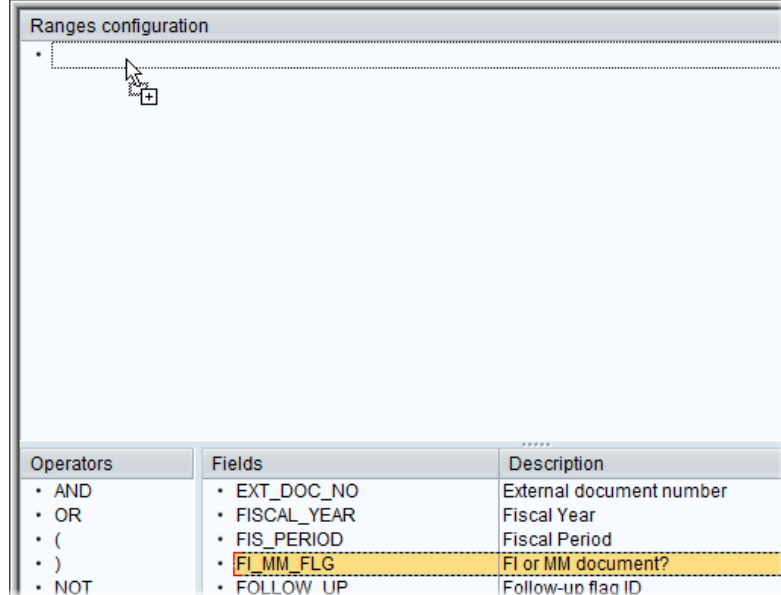 Ranges configuration
Operators Fields Description
• AND • EXT_DOC_NO External document number
• OR • FISCAL_YEAR Fiscal Year
• ( • FIS_PERIOD Fiscal Period
• ) • FI_MM_FLG FI or MM document?
• NOT • FOLLOW_UP Follow-up flag ID